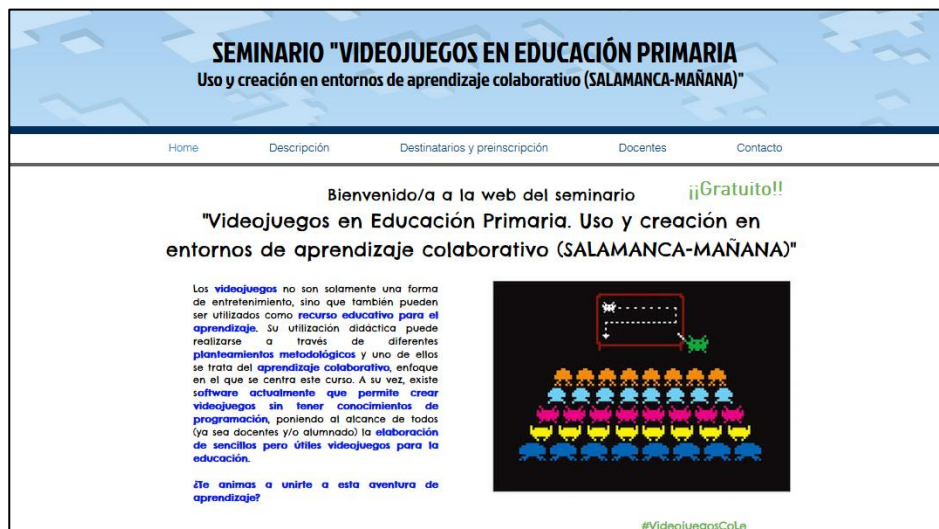 SEMINARIO "VIDEOJUEGOS EN EDUCACIÓN PRIMARIA
Uso y creación en entornos de aprendizaje colaborativo (SALAMANCA-MAÑANA)"
Home Descripción Destinatarios y preinscripción Docentes Contacto
Bienvenido/a a la web del seminario
¡¡Gratuito!!
"Videojuegos en Educación Primaria. Uso y creación en
entornos de aprendizaje colaborativo (SALAMANCA-MAÑANA)"
Los videojuegos no son solamente una forma
de entretenimiento, sino que también pueden
ser utilizados como recurso educativo para el
aprendizaje. Su utilización didáctica puede
realizarse a través de diferentes
planteamientos metodológicos y uno de ellos
se trata del aprendizaje colaborativo, enfoque
en el que se centra este curso. A su vez, existe
software actualmente que permite crear
videojuegos sin tener conocimientos de
programación, poniendo al alcance de todos
(ya sea docentes y/o alumnado) la elaboración
de sencillos pero útiles videojuegos para la
educación.
¿Te animas a unirte a esta aventura de
aprendizaje?
#VideojuegosCoLe